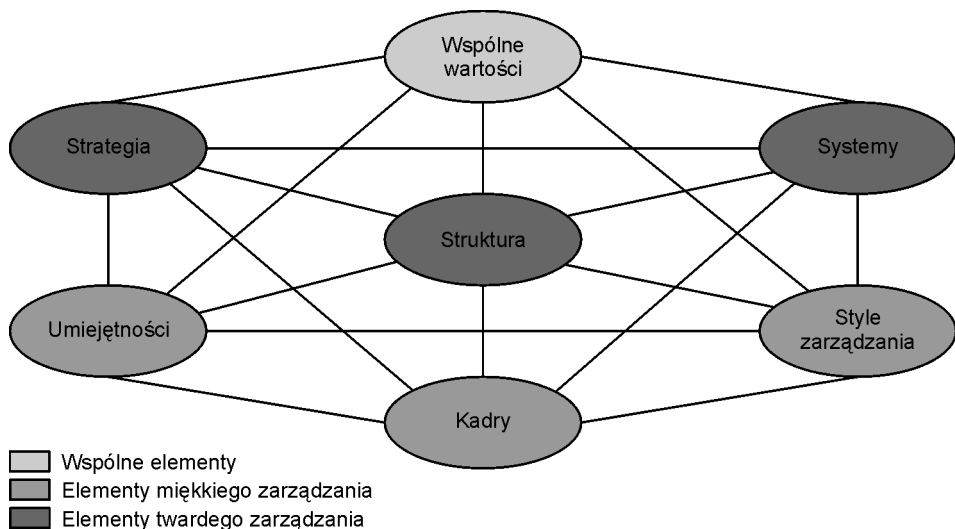 Wspólne
wartości
Strategia
Systemy
Struktura
Umiejętności
Style
zarządzania
Kadry
Wspólne elementy
Elementy miękkiego zarządzania
Elementy twardego zarządzania